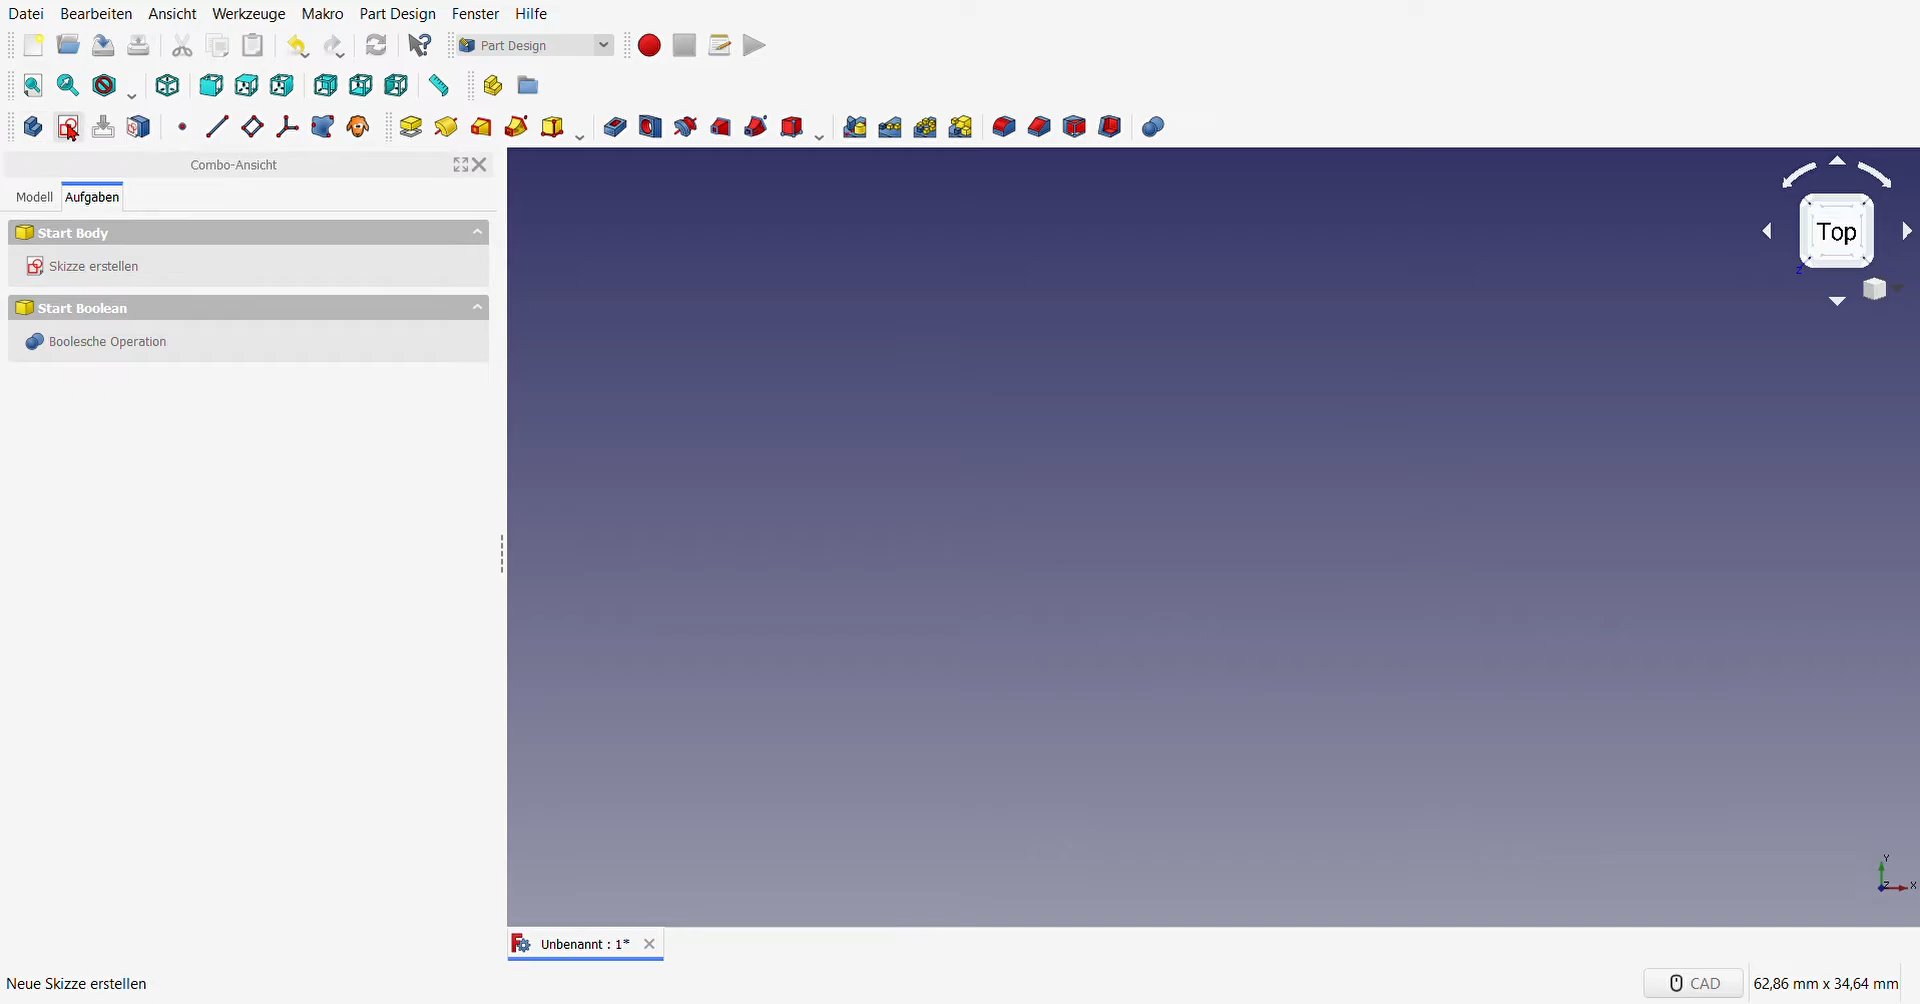 Datei Bearbeiten Ansicht Werkzeuge Makro Part Design Fenster Hilfe
Part Design
Combo-Ansicht
Modell Aufgaben
Start Body
Skizze erstellen
Start Boolean
Boolesche Operation
Top
Z
Y
Z X
Unbenannt : 1*
Neue Skizze erstellen
CAD 62,86 mm x 34,64 mm